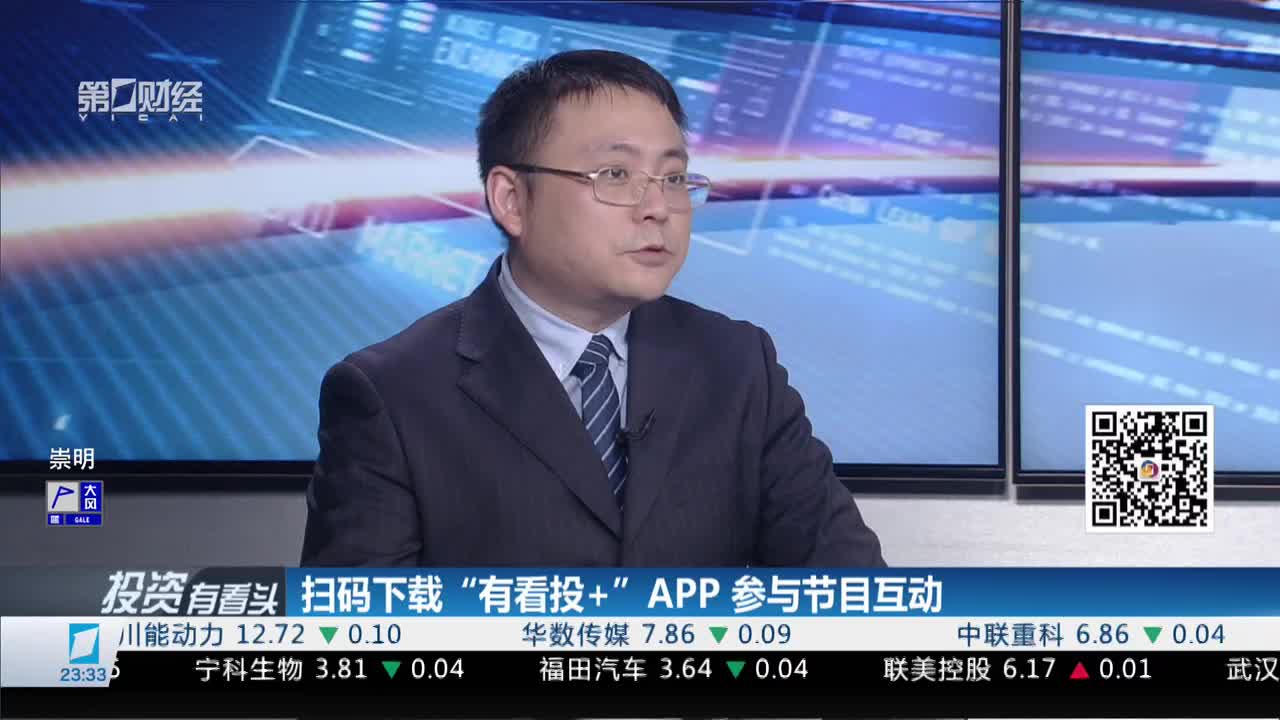 第一财经
YICAI
MARKET
崇明
大风
蓝 GALE
投资有看头
扫码下载“有看投+”APP 参与节目互动
川能动力 12.72 ▼ 0.10
华数传媒 7.86 ▼ 0.09
中联重科 6.86 ▼ 0.04
23:33
宁科生物 3.81 ▼ 0.04
福田汽车 3.64 ▼ 0.04
联美控股 6.17 ▲ 0.01
武汉